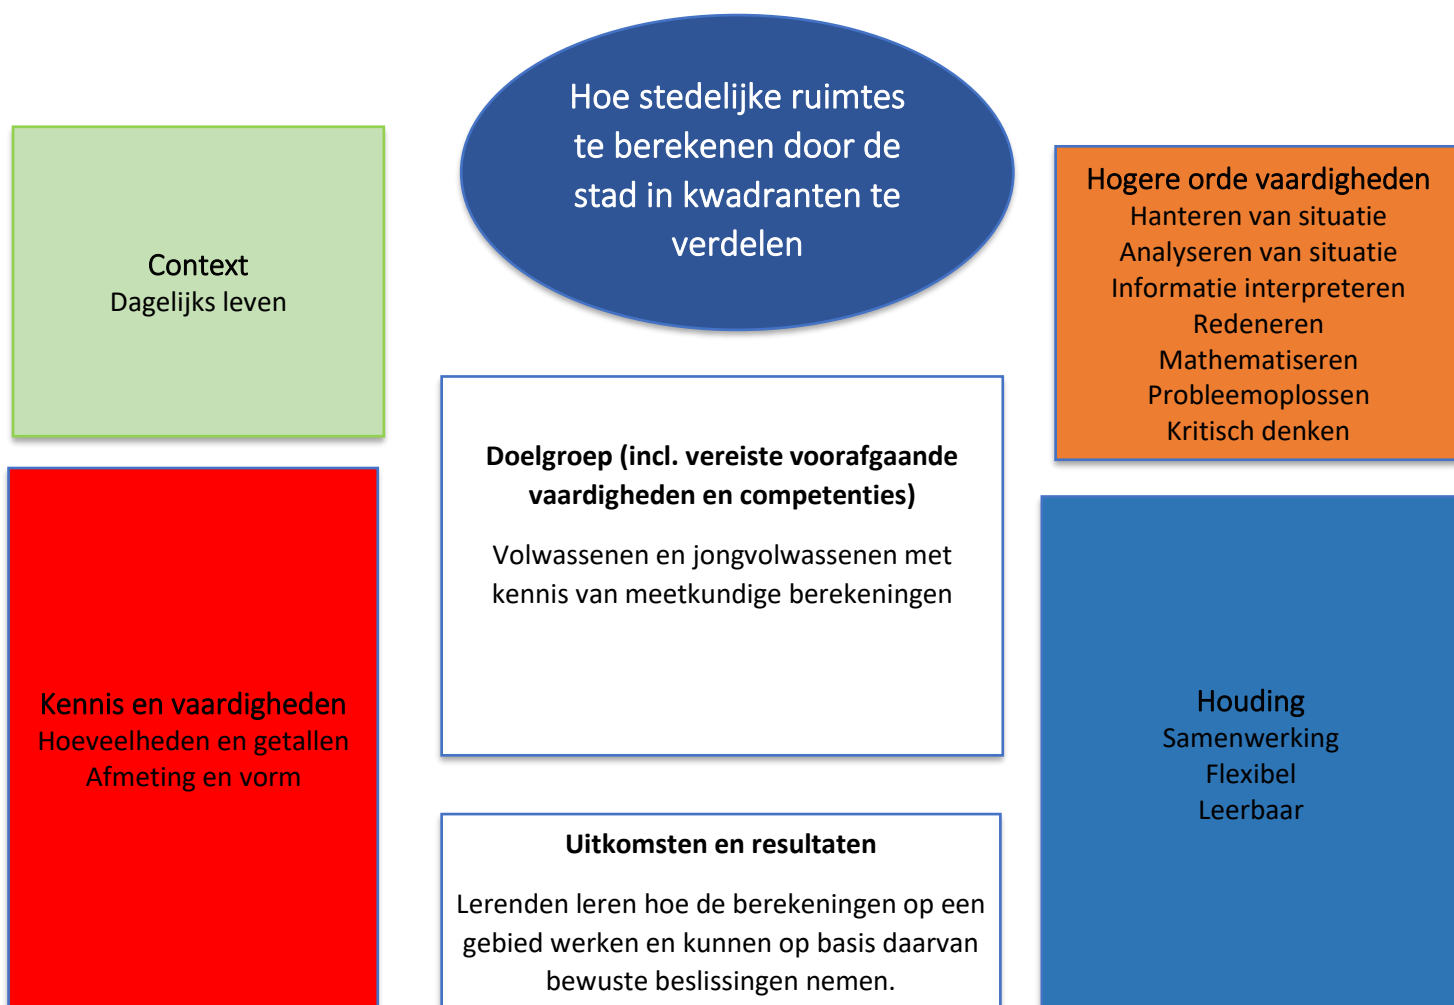 Hoe stedelijke ruimtes
te berekenen door de
stad in kwadranten te
verdelen
Context
Dagelijks leven
Hogere orde vaardigheden
Hanteren van situatie
Analyseren van situatie
Informatie interpreteren
Redeneren
Mathematiseren
Probleemoplossen
Kritisch denken
Doelgroep (incl. vereiste voorafgaande
vaardigheden en competenties)
Volwassenen en jongvolwassenen met
kennis van meetkundige berekeningen
Kennis en vaardigheden
Hoeveelheden en getallen
Afmeting en vorm
Houding
Samenwerking
Flexibel
Leerbaar
Uitkomsten en resultaten
Lerenden leren hoe de berekeningen op een
gebied werken en kunnen op basis daarvan
bewuste beslissingen nemen.